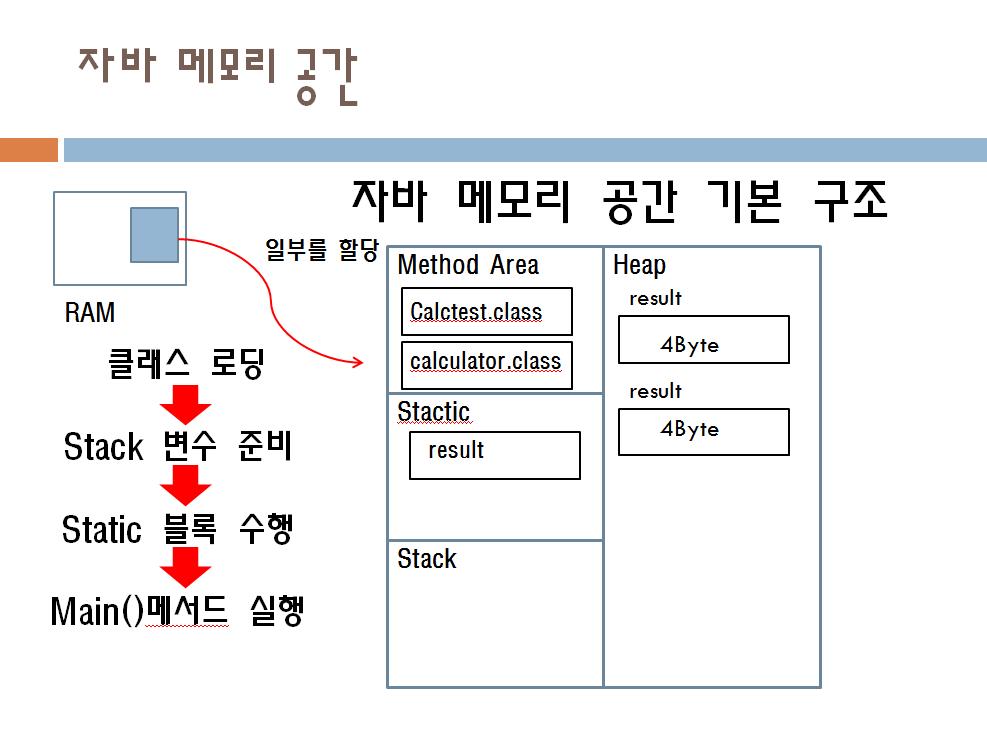 자바 메모리 공간
자바 메모리 공간 기본 구조
일부를 할당
RAM
클래스 로딩
Stack 변수 준비
Static 블록 수행
Main()메서드 실행
Method Area
Calctest.class
calculator.class
Stactic
result
Stack
Heap
result
4Byte
result
4Byte